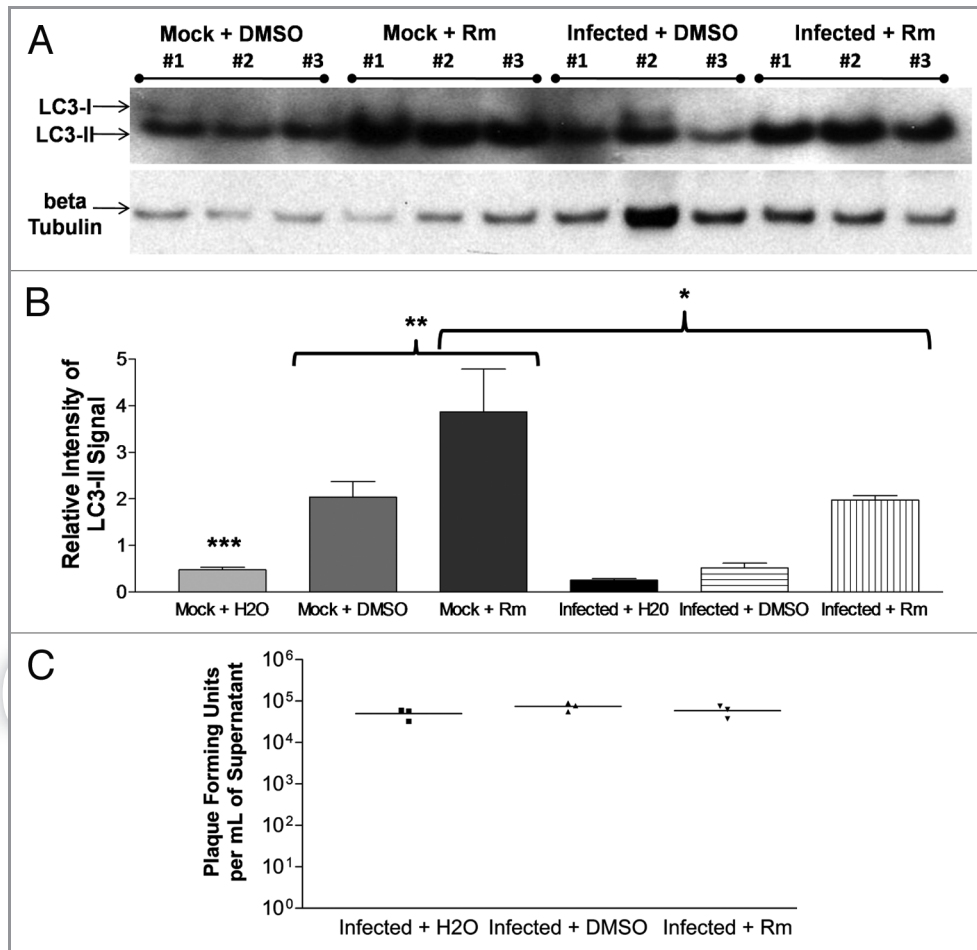 A
Mock + DMSO Mock + Rm Infected + DMSO Infected + Rm
#1 #2 #3 #1 #2 #3 #1 #2 #3 #1 #2 #3
LC3-I
LC3-II
beta
Tubulin
B
Relative Intensity of
LC3-II Signal
5
4
3
2
1
0
***
**
*
Mock + H2O Mock + DMSO Mock + Rm Infected + H20 Infected + DMSO Infected + Rm
C
Plaque Forming Units
per mL of Supernatant
10⁶
10⁵
10⁴
10³
10²
10¹
10⁰
Infected + H2O Infected + DMSO Infected + Rm